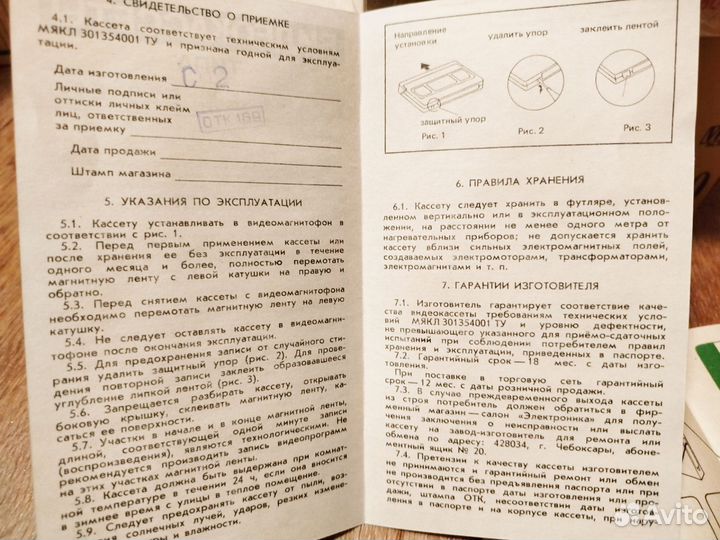 4. СВИДЕТЕЛЬСТВО О ПРИЕМКЕ
4.1. Кассета соответствует техническим условиям
МЯКЛ 301354001 ТУ и признана годной для эксплуа-
тации.
Дата изготовления С 2
Личные подписи или
оттиски личных клейм
лиц, ответственных
за приемку
ОТК 169
Дата продажи
Штамп магазина
5. УКАЗАНИЯ ПО ЭКСПЛУАТАЦИИ
5.1. Кассету устанавливать в видеомагнитофон в
соответствии с рис. 1.
5.2. Перед первым применением кассеты или
после хранения ее без эксплуатации в течение
одного месяца и более, полностью перемотать
магнитную ленту с левой катушки на правую и
обратно.
5.3. Перед снятием кассеты с видеомагнитофона
необходимо перемотать магнитную ленту на левую
катушку.
5.4. Не следует оставлять кассету в видеомагни-
тофоне после окончания эксплуатации.
5.5. Для предохранения записи от случайного сти-
рания удалить защитный упор (рис. 2). Для прове-
дения повторной записи заклеить образовавшееся
углубление липкой лентой (рис. 3).
5.6. Запрещается разбирать кассету, открывать
боковую крышку, склеивать магнитную ленту, ка-
саться ее поверхности.
5.7. Участки в начале и в конце магнитной ленты,
длиной, соответствующей одной минуте записи
(воспроизведения), являются технологическими. Не
рекомендуется производить запись видеопрограмм
на этих участках магнитной ленты.
5.8. Кассета должна быть выдержана при комнат-
ной температуре в течении 24 ч, если она вносится
в зимнее время с улицы в теплое помещение.
5.9. Следует предохранять кассету от пыли, воз-
солнечных лучей, ударов, резких измене-
и влажности.
Направление
установки
удалить упор
заклеить лентой
защитный упор
Рис. 1
Рис. 2
Рис. 3
6. ПРАВИЛА ХРАНЕНИЯ
6.1. Кассету следует хранить в футляре, установ-
ленном вертикально или в эксплуатационном поло-
жении, на расстоянии не менее одного метра от
нагревательных приборов; не допускается хранить
кассету вблизи сильных электромагнитных полей,
создаваемых электромоторами, трансформаторами,
электромагнитами и т. п.
7. ГАРАНТИИ ИЗГОТОВИТЕЛЯ
7.1. Изготовитель гарантирует соответствие каче-
ства видеокассеты требованиям технических усло-
вий МЯКЛ 301354001 ТУ и уровню дефектности,
не превышающего указанного для приёмо-сдаточных
испытаний при соблюдении потребителем правил
хранения и эксплуатации, приведенных в паспорте.
7.2. Гарантийный срок — 18 мес. с даты изго-
товления.
При поставке в торговую сеть гарантийный
срок — 12 мес. с даты розничной продажи.
7.3. В случае преждевременного выхода кассеты
из строя потребитель должен обратиться в фир-
менный магазин — салон «Электроника» для полу-
чения заключения о неисправности или выслать
кассету на завод-изготовитель для ремонта или
обмена по адресу: 428034, г. Чебоксары, абоне-
ментный ящик № 20.
7.4. Претензии к качеству кассеты изготовителем
не принимаются и гарантийный ремонт или обмен
не производится без предъявления паспорта или при
отсутствии в паспорте даты изготовления или про-
дажи, штампа ОТК, несоответствии даты изготов-
ления в паспорте и на корпусе кассеты, при
Avito